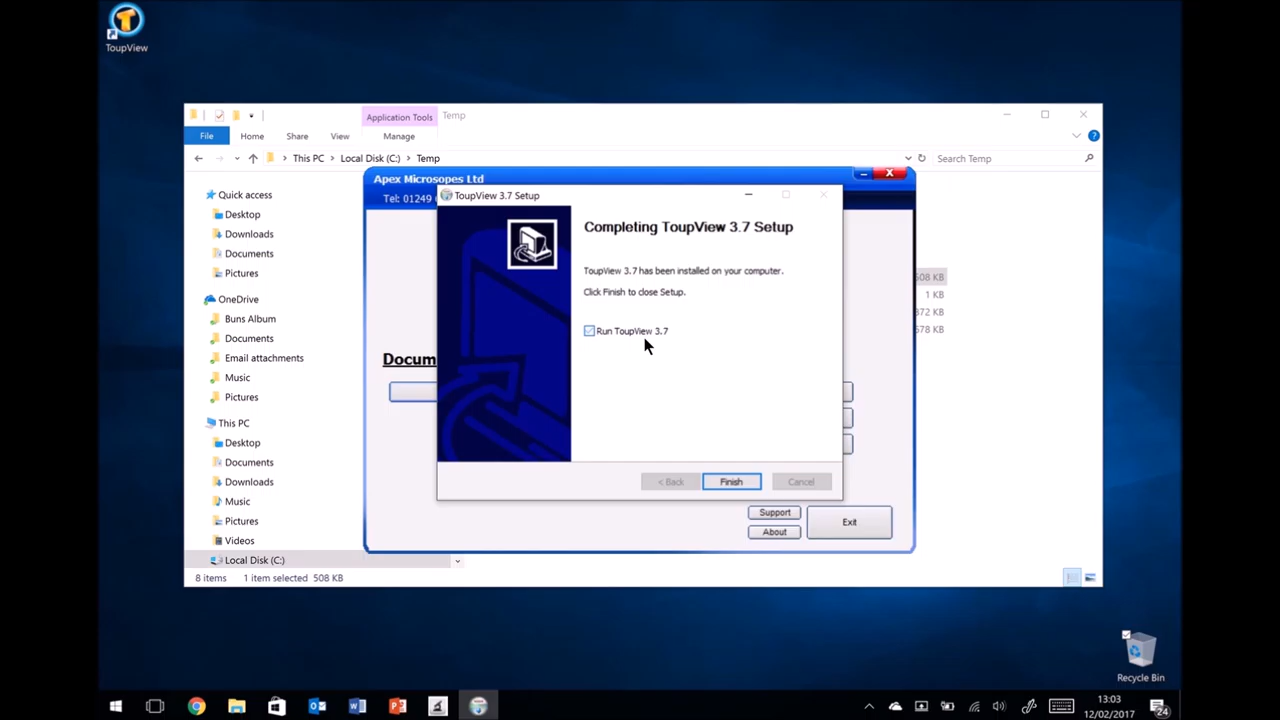 ToupView
Application Tools
Temp
File
Home
Share
View
Manage
This PC
Local Disk (C:)
Temp
Search Temp
Quick access
Desktop
Downloads
Documents
Pictures
OneDrive
Buns Album
Documents
Email attachments
Music
Pictures
This PC
Desktop
Documents
Downloads
Music
Pictures
Videos
Local Disk (C:)
8 items
1 item selected 508 KB
Apex Microsopes Ltd
Tel: 01249
Docum
ToupView 3.7 Setup
Completing ToupView 3.7 Setup
ToupView 3.7 has been installed on your computer.
Click Finish to close Setup.
Run ToupView 3.7
< Back
Finish
Cancel
Support
About
Exit
508 KB
1 KB
372 KB
578 KB
Recycle Bin
13:03
12/02/2017
24